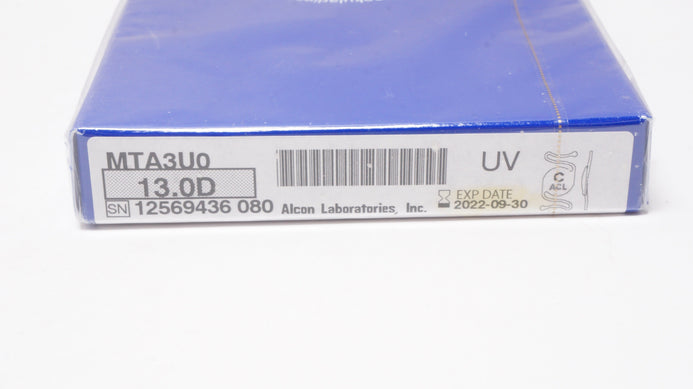 MTA3U0
13.0D
SN 12569436 080
Alcon Laboratories, Inc.
UV
EXP DATE
2022-09-30
C
ACL